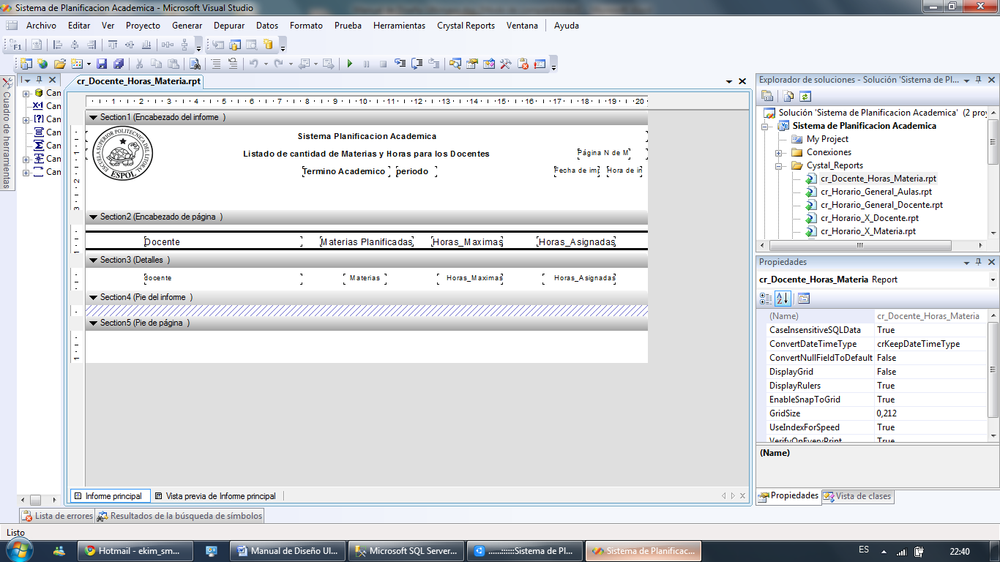 Sistema de Planificacion Academica - Microsoft Visual Studio
Archivo Editar Ver Proyecto Generar Depurar Datos Formato Prueba Herramientas Crystal Reports Ventana Ayuda
Cuadro de herramientas
Can
Can
Can
Can
Can
Can
Can
cr_Docente_Horas_Materia.rpt
1 2 3 4 5 6 7 8 9 10 11 12 13 14 15 16 17 18 19 20
Section1 (Encabezado del informe )
ESCUELA SUPERIOR POLITECNICA DEL LITORAL
ESPOL
Sistema Planificacion Academica
Listado de cantidad de Materias y Horas para los Docentes
Página N de M
Termino Academico periodo
Fecha de im Hora de in
Section2 (Encabezado de página )
Docente Materias Planificadas Horas_Maximas Horas_Asignadas
Section3 (Detalles )
docente Materias Horas_Maximas Horas_Asignadas
Section4 (Pie del informe )
Section5 (Pie de página )
Informe principal Vista previa de Informe principal
Explorador de soluciones - Solución 'Sistema de Pl...
Solución 'Sistema de Planificacion Academica' (2 proy
Sistema de Planificacion Academica
My Project
Conexiones
Cystal_Reports
cr_Docente_Horas_Materia.rpt
cr_Horario_General_Aulas.rpt
cr_Horario_General_Docente.rpt
cr_Horario_X_Docente.rpt
cr_Horario_X_Materia.rpt
Propiedades
cr_Docente_Horas_Materia Report
(Name) cr_Docente_Horas_Materia
CaseInsensitiveSQLData True
ConvertDateTimeType crKeepDateTimeType
ConvertNullFieldToDefault False
DisplayGrid False
DisplayRulers True
EnableSnapToGrid True
GridSize 0,212
UseIndexForSpeed True
VerifyOnEveryPrint True
(Name)
Propiedades Vista de clases
Lista de errores Resultados de la búsqueda de símbolos
Listo
Hotmail - ekim_sm... Manual de Diseño UI... Microsoft SQL Server... ......::::::Sistema de Pl... Sistema de Planificac... ES 22:40